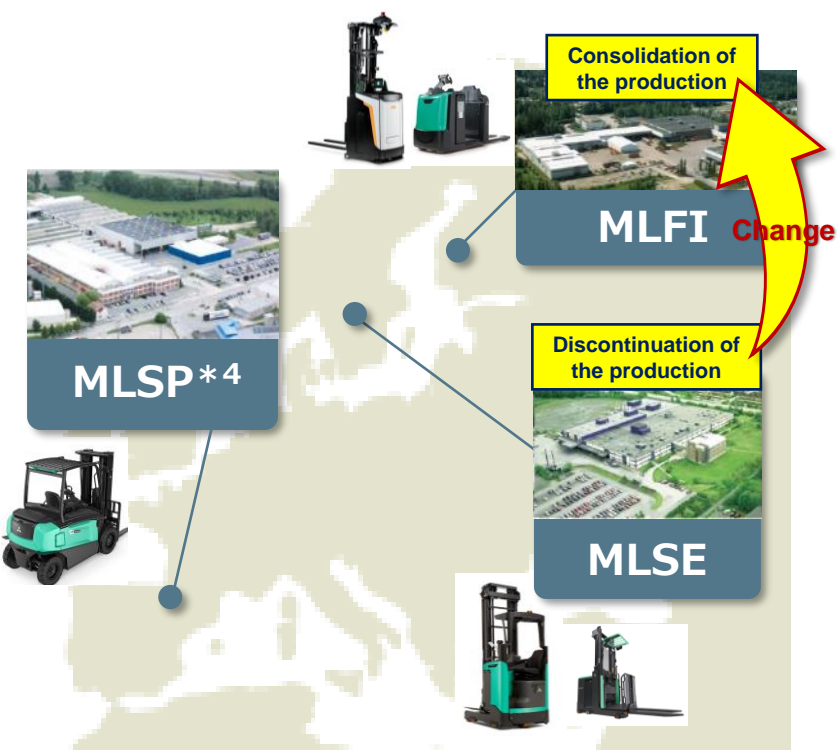 Consolidation of
the production
MLFI
Change
MLSP*4
Discontinuation of
the production
MLSE